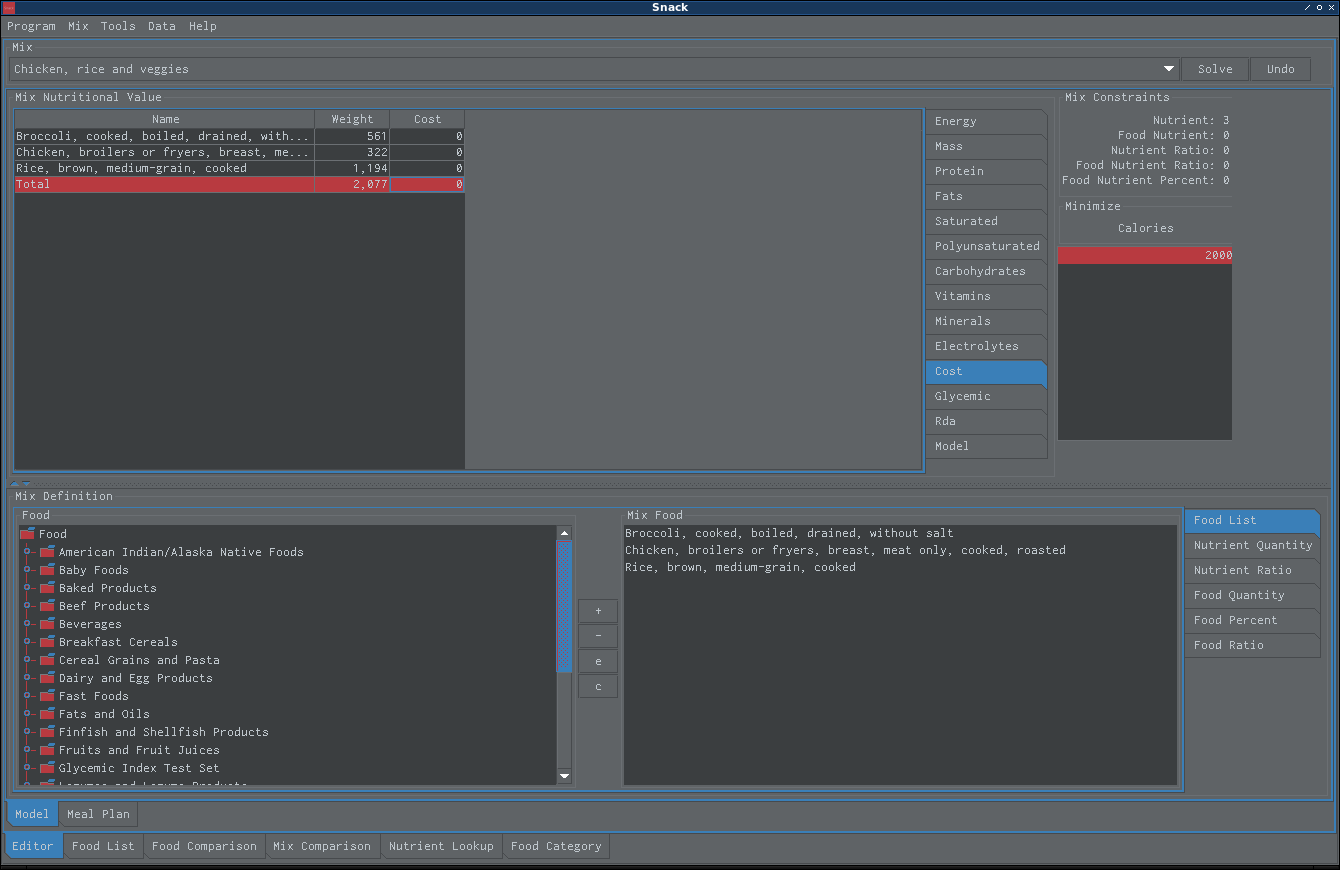 Snack
Program Mix Tools Data Help
Mix
Chicken, rice and veggies
Solve Undo
Mix Nutritional Value
Name Weight Cost
Broccoli, cooked, boiled, drained, with... 561 0
Chicken, broilers or fryers, breast, me... 322 0
Rice, brown, medium-grain, cooked 1,194 0
Total 2,077 0
Energy
Mass
Protein
Fats
Saturated
Polyunsaturated
Carbohydrates
Vitamins
Minerals
Electrolytes
Cost
Glycemic
Rda
Model
Mix Constraints
Nutrient: 3
Food Nutrient: 0
Nutrient Ratio: 0
Food Nutrient Ratio: 0
Food Nutrient Percent: 0
Minimize
Calories
2000
Mix Definition
Food
Food
American Indian/Alaska Native Foods
Baby Foods
Baked Products
Beef Products
Beverages
Breakfast Cereals
Cereal Grains and Pasta
Dairy and Egg Products
Fast Foods
Fats and Oils
Finfish and Shellfish Products
Fruits and Fruit Juices
Glycemic Index Test Set
Legumes and Legume Products
+
-
e
c
Mix Food
Broccoli, cooked, boiled, drained, without salt
Chicken, broilers or fryers, breast, meat only, cooked, roasted
Rice, brown, medium-grain, cooked
Food List
Nutrient Quantity
Nutrient Ratio
Food Quantity
Food Percent
Food Ratio
Model Meal Plan
Editor Food List Food Comparison Mix Comparison Nutrient Lookup Food Category